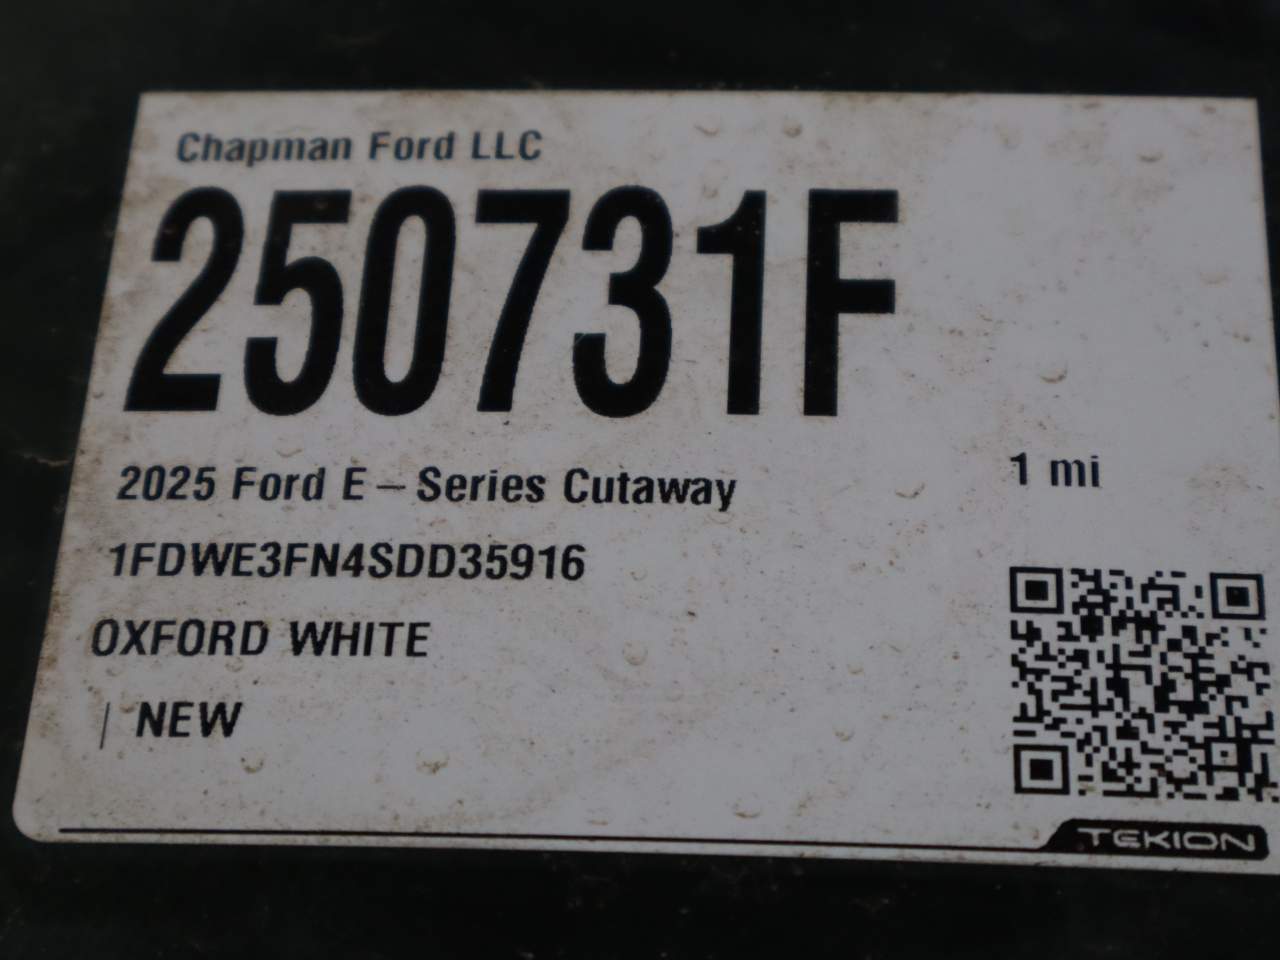 Chapman Ford LLC
250731F
2025 Ford E-Series Cutaway
1 mi
1FDWE3FN4SDD35916
OXFORD WHITE
| NEW
TEKION